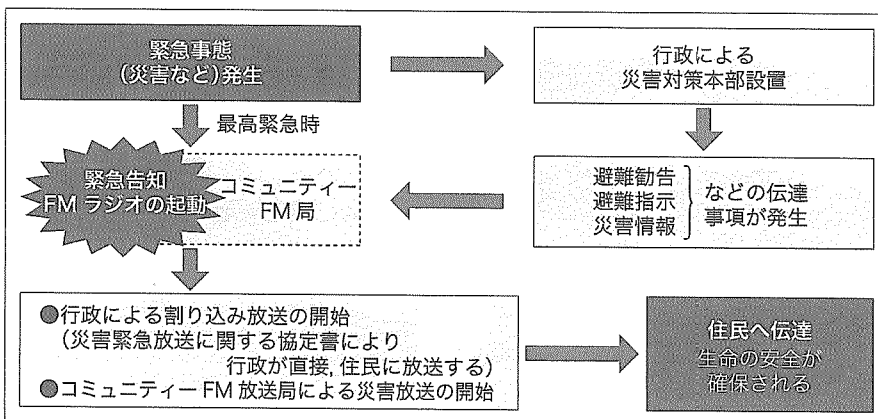 緊急事態
(災害など)発生
行政による
災害対策本部設置
最高緊急時
緊急告知
FMラジオの起動
コミュニティー
FM局
避難勧告
避難指示
災害情報
などの伝達
事項が発生
●行政による割り込み放送の開始
(災害緊急放送に関する協定書により
行政が直接,住民に放送する)
●コミュニティーFM放送局による災害放送の開始
住民へ伝達
生命の安全が
確保される